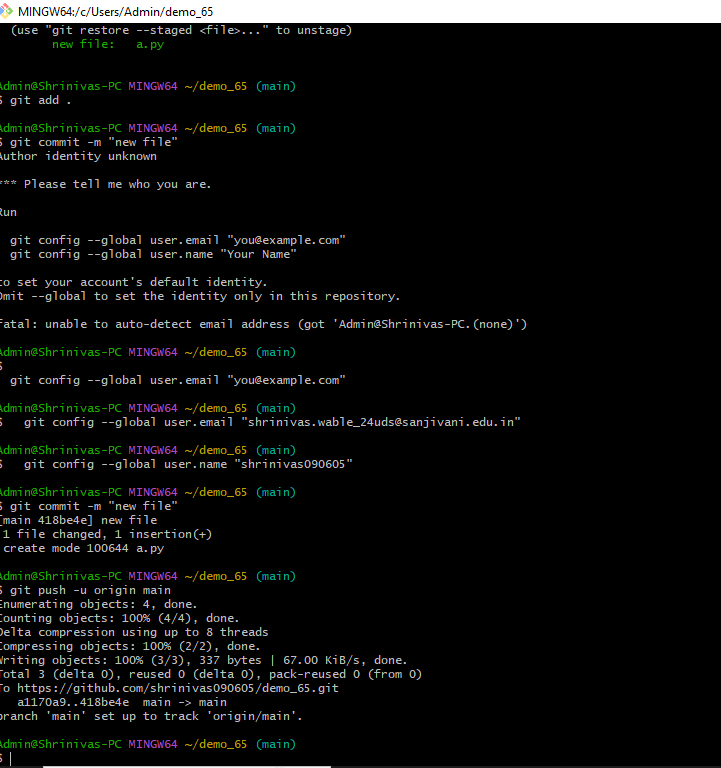 MINGW64:/c/Users/Admin/demo_65
(use "git restore --staged <file>..." to unstage)
new file:   a.py
Admin@Shrinivas-PC MINGW64 ~/demo_65 (main)
$ git add .
Admin@Shrinivas-PC MINGW64 ~/demo_65 (main)
$ git commit -m "new file"
Author identity unknown
*** Please tell me who you are.
Run
git config --global user.email "you@example.com"
git config --global user.name "Your Name"
to set your account's default identity.
Omit --global to set the identity only in this repository.
fatal: unable to auto-detect email address (got 'Admin@Shrinivas-PC.(none)')
Admin@Shrinivas-PC MINGW64 ~/demo_65 (main)
$
git config --global user.email "you@example.com"
Admin@Shrinivas-PC MINGW64 ~/demo_65 (main)
$   git config --global user.email "shrinivas.wable_24uds@sanjivani.edu.in"
Admin@Shrinivas-PC MINGW64 ~/demo_65 (main)
$   git config --global user.name "shrinivas090605"
Admin@Shrinivas-PC MINGW64 ~/demo_65 (main)
$ git commit -m "new file"
[main 418be4e] new file
1 file changed, 1 insertion(+)
create mode 100644 a.py
Admin@Shrinivas-PC MINGW64 ~/demo_65 (main)
$ git push -u origin main
Enumerating objects: 4, done.
Counting objects: 100% (4/4), done.
Delta compression using up to 8 threads
Compressing objects: 100% (2/2), done.
Writing objects: 100% (3/3), 337 bytes | 67.00 KiB/s, done.
Total 3 (delta 0), reused 0 (delta 0), pack-reused 0 (from 0)
To https://github.com/shrinivas090605/demo_65.git
a1170a9..418be4e  main -> main
branch 'main' set up to track 'origin/main'.
Admin@Shrinivas-PC MINGW64 ~/demo_65 (main)
$